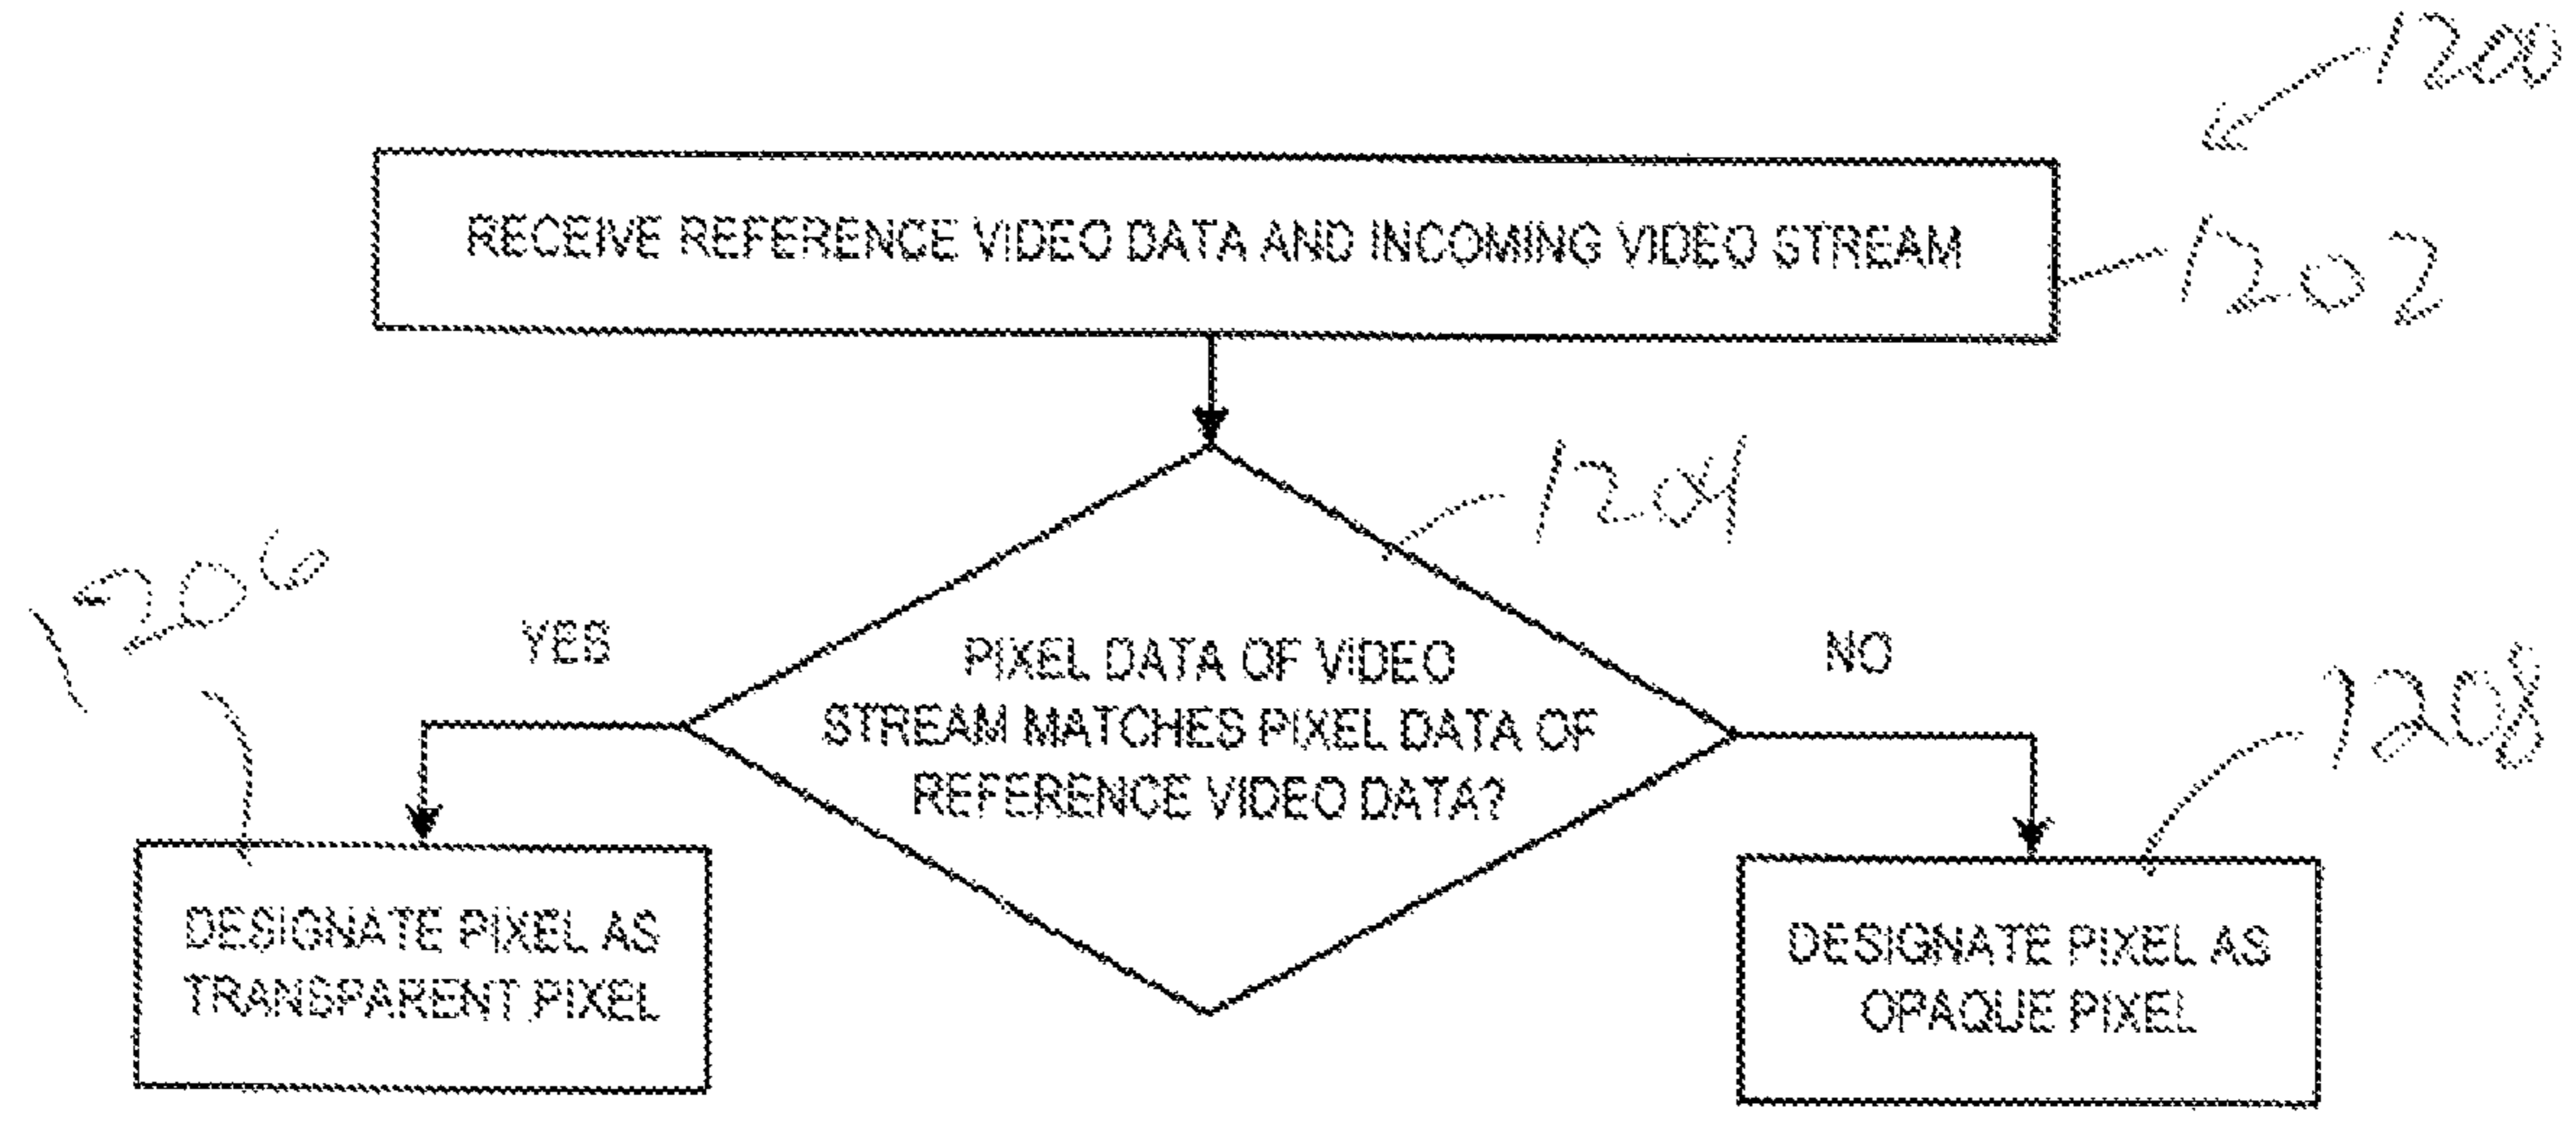 1200
RECEIVE REFERENCE VIDEO DATA AND INCOMING VIDEO STREAM
1202
1204
1206
YES
PIXEL DATA OF VIDEO
STREAM MATCHES PIXEL DATA OF
REFERENCE VIDEO DATA?
NO
1208
DESIGNATE PIXEL AS
TRANSPARENT PIXEL
DESIGNATE PIXEL AS
OPAQUE PIXEL